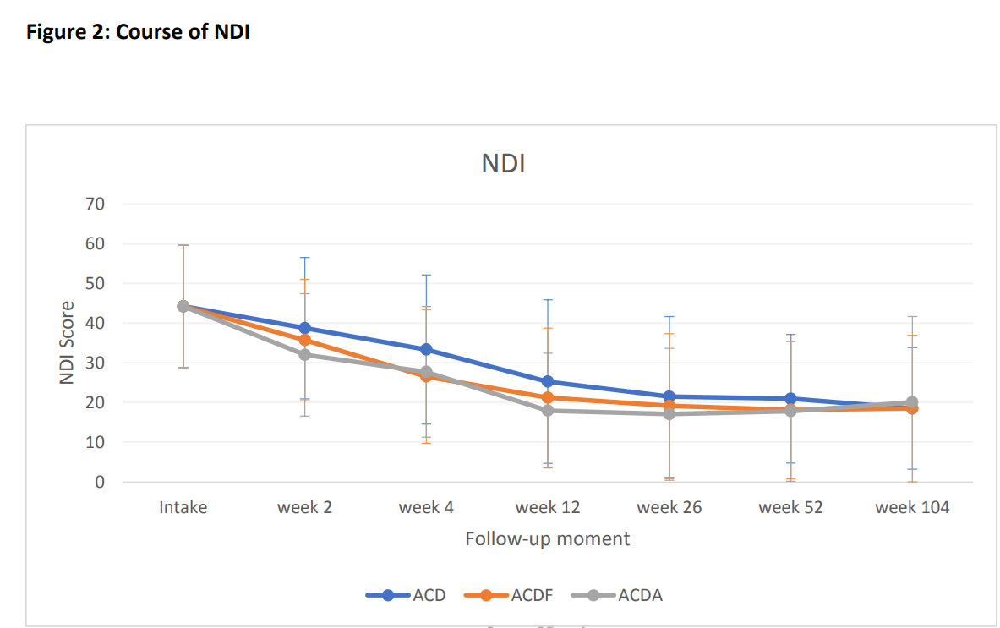 Figure 2: Course of NDI
NDI
70
60
50
40
30
20
10
0
NDI Score
Intake week 2 week 4 week 12 week 26 week 52 week 104
Follow-up moment
ACD ACDF ACDA